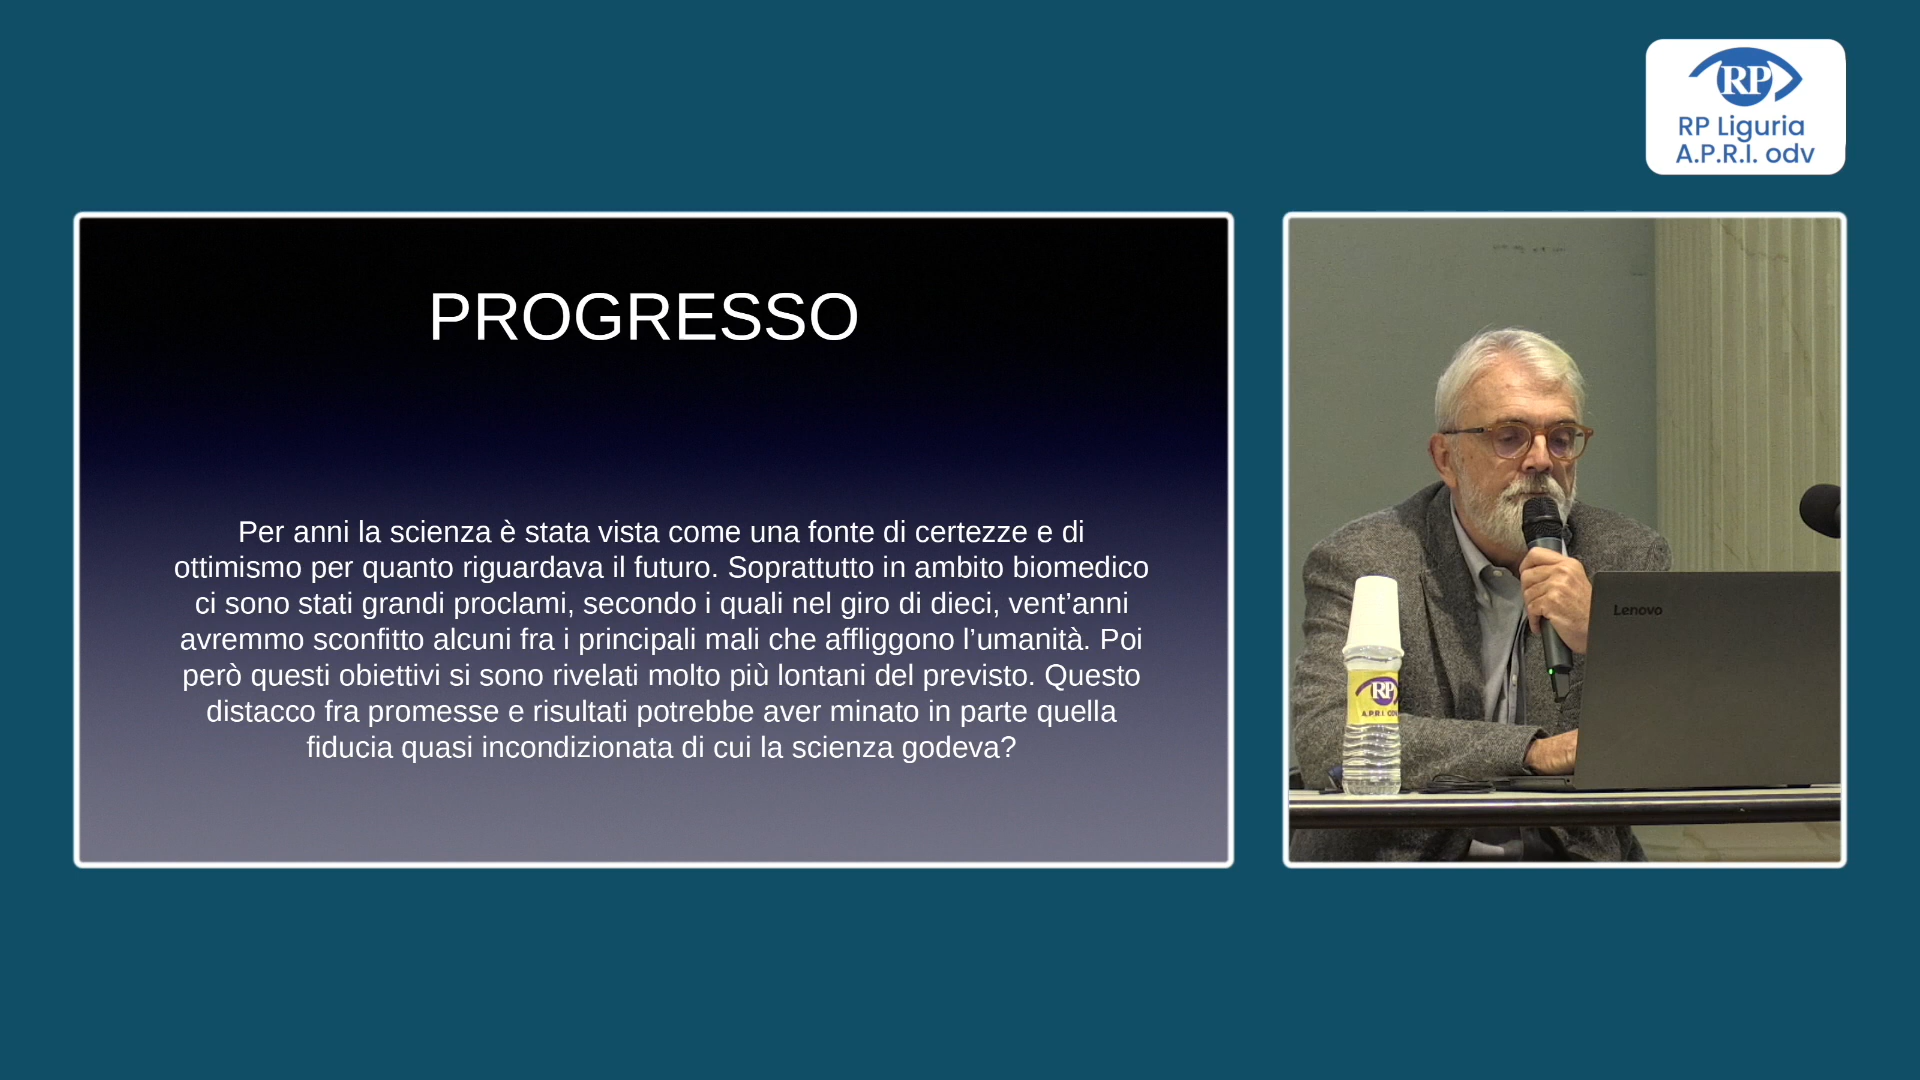 RP
RP Liguria
A.P.R.I. odv
PROGRESSO
Per anni la scienza è stata vista come una fonte di certezze e di
ottimismo per quanto riguardava il futuro. Soprattutto in ambito biomedico
ci sono stati grandi proclami, secondo i quali nel giro di dieci, vent’anni
avremmo sconfitto alcuni fra i principali mali che affliggono l’umanità. Poi
però questi obiettivi si sono rivelati molto più lontani del previsto. Questo
distacco fra promesse e risultati potrebbe aver minato in parte quella
fiducia quasi incondizionata di cui la scienza godeva?
Lenovo
RP
A.P.R.I.